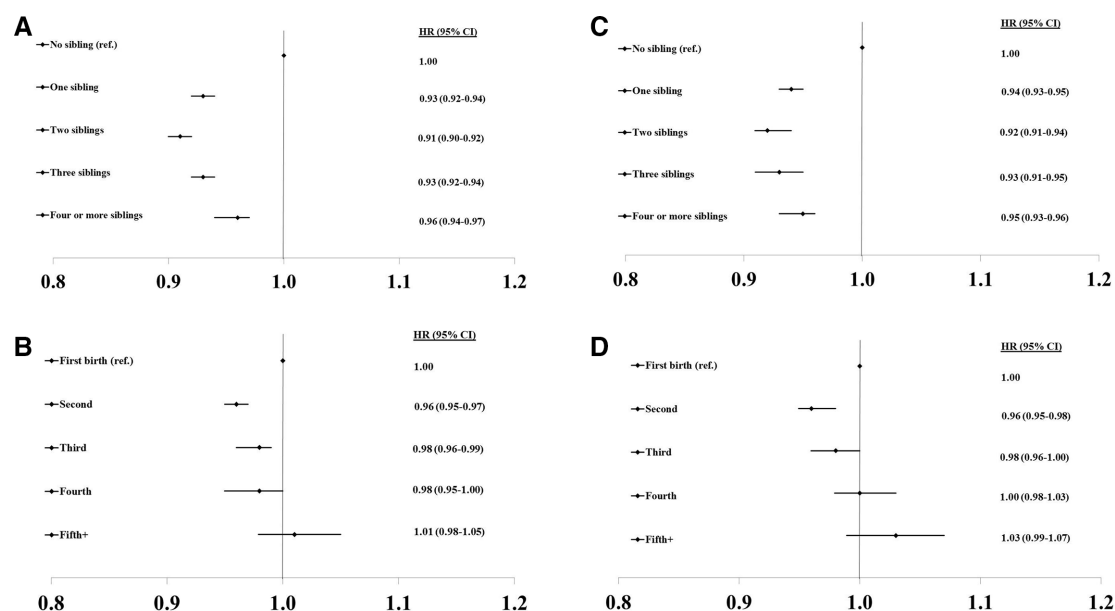 A
HR (95% CI)
No sibling (ref.)
1.00
One sibling
0.93 (0.92-0.94)
Two siblings
0.91 (0.90-0.92)
Three siblings
0.93 (0.92-0.94)
Four or more siblings
0.96 (0.94-0.97)
0.8 0.9 1.0 1.1 1.2
B
HR (95% CI)
First birth (ref.)
1.00
Second
0.96 (0.95-0.97)
Third
0.98 (0.96-0.99)
Fourth
0.98 (0.95-1.00)
Fifth+
1.01 (0.98-1.05)
0.8 0.9 1.0 1.1 1.2
C
HR (95% CI)
No sibling (ref.)
1.00
One sibling
0.94 (0.93-0.95)
Two siblings
0.92 (0.91-0.94)
Three siblings
0.93 (0.91-0.95)
Four or more siblings
0.95 (0.93-0.96)
0.8 0.9 1.0 1.1 1.2
D
HR (95% CI)
First birth (ref.)
1.00
Second
0.96 (0.95-0.98)
Third
0.98 (0.96-1.00)
Fourth
1.00 (0.98-1.03)
Fifth+
1.03 (0.99-1.07)
0.8 0.9 1.0 1.1 1.2